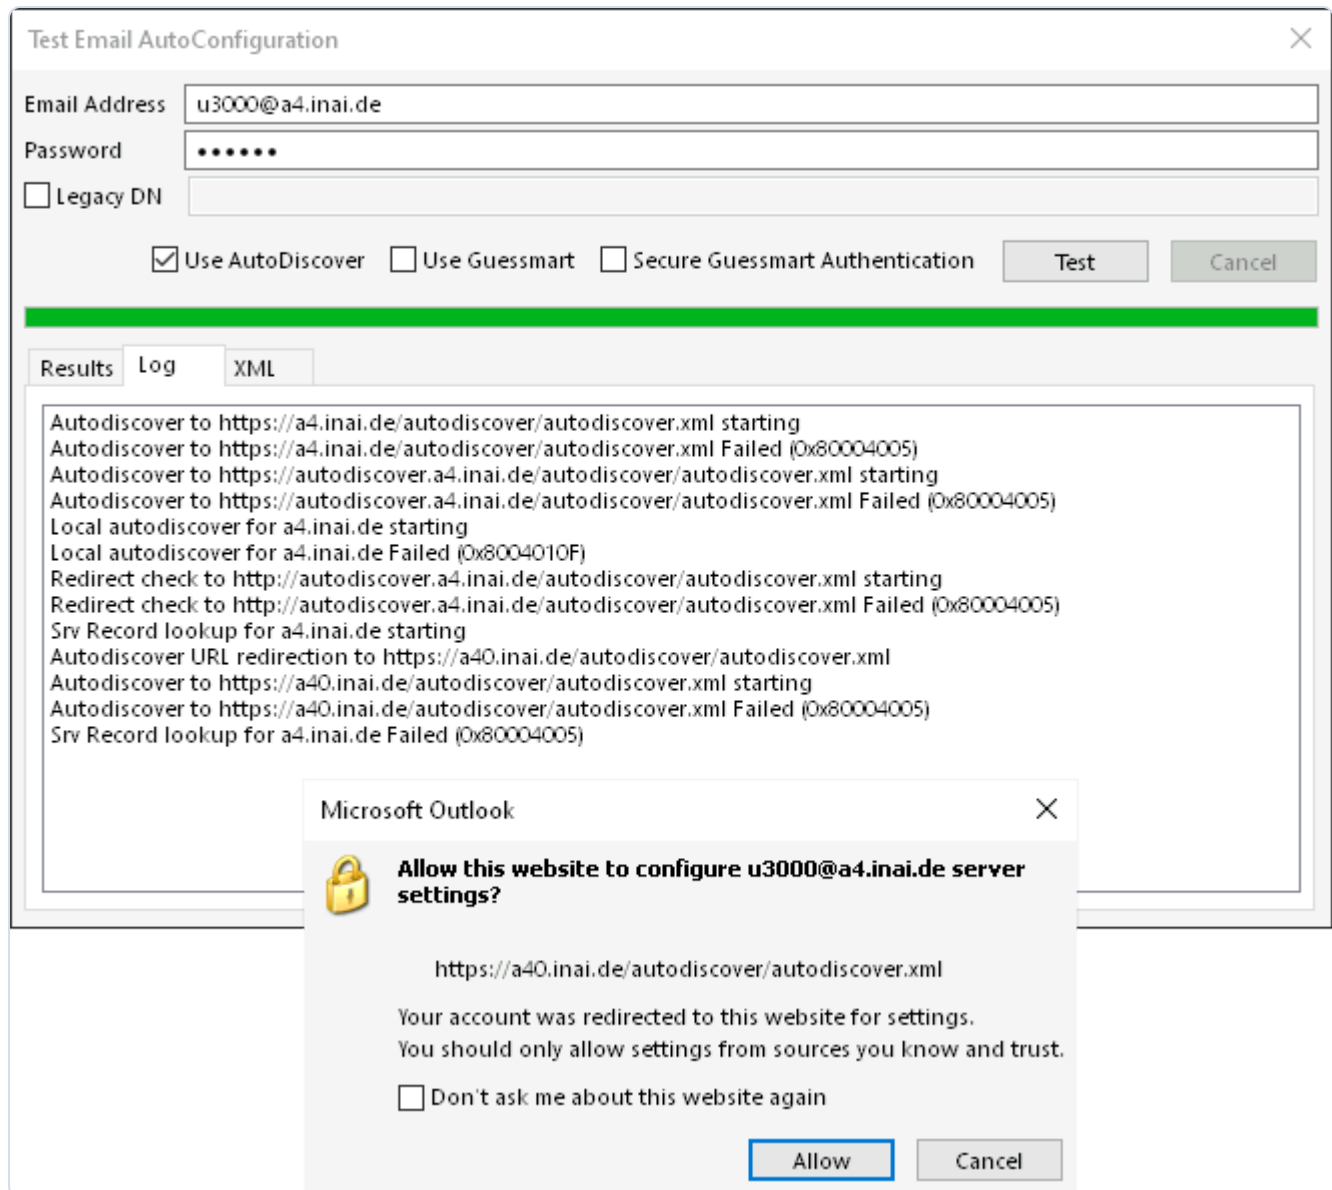 Test Email AutoConfiguration
Email Address u3000@a4.inai.de
Password ••••••
Legacy DN
Use AutoDiscover Use Guessmart Secure Guessmart Authentication Test Cancel
Results Log XML
Autodiscover to https://a4.inai.de/autodiscover/autodiscover.xml starting
Autodiscover to https://a4.inai.de/autodiscover/autodiscover.xml Failed (0x80004005)
Autodiscover to https://autodiscover.a4.inai.de/autodiscover/autodiscover.xml starting
Autodiscover to https://autodiscover.a4.inai.de/autodiscover/autodiscover.xml Failed (0x80004005)
Local autodiscover for a4.inai.de starting
Local autodiscover for a4.inai.de Failed (0x8004010F)
Redirect check to http://autodiscover.a4.inai.de/autodiscover/autodiscover.xml starting
Redirect check to http://autodiscover.a4.inai.de/autodiscover/autodiscover.xml Failed (0x80004005)
Srv Record lookup for a4.inai.de starting
Autodiscover URL redirection to https://a40.inai.de/autodiscover/autodiscover.xml
Autodiscover to https://a40.inai.de/autodiscover/autodiscover.xml starting
Autodiscover to https://a40.inai.de/autodiscover/autodiscover.xml Failed (0x80004005)
Srv Record lookup for a4.inai.de Failed (0x80004005)
Microsoft Outlook
Allow this website to configure u3000@a4.inai.de server
settings?
https://a40.inai.de/autodiscover/autodiscover.xml
Your account was redirected to this website for settings.
You should only allow settings from sources you know and trust.
Don't ask me about this website again
Allow Cancel